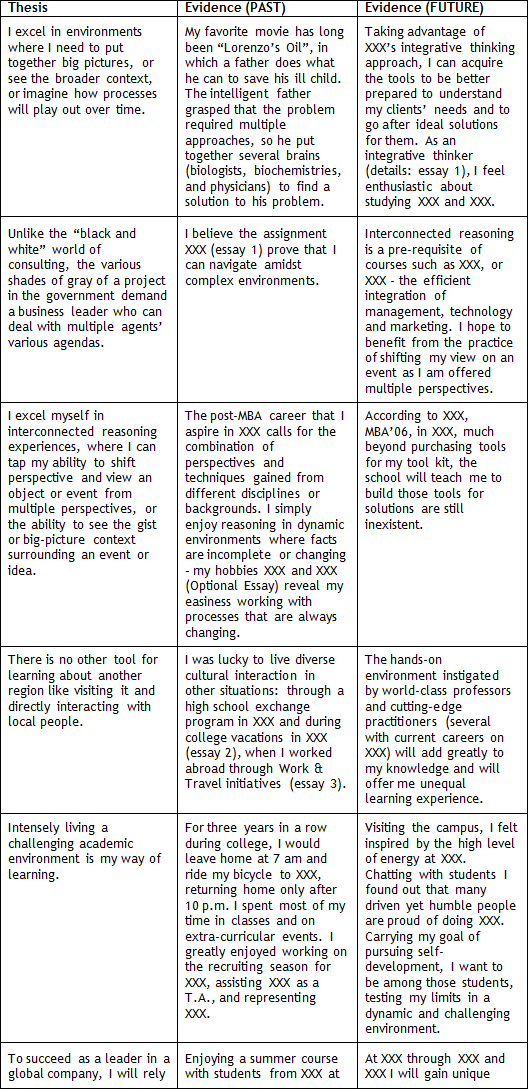 Thesis
Evidence (PAST)
Evidence (FUTURE)
I excel in environments
where I need to put
together big pictures, or
see the broader context,
or imagine how processes
will play out over time.
My favorite movie has long
been “Lorenzo’s Oil”, in
which a father does what
he can to save his ill child.
The intelligent father
grasped that the problem
required multiple
approaches, so he put
together several brains
(biologists, biochemistries,
and physicians) to find a
solution to his problem.
Taking advantage of
XXX’s integrative thinking
approach, I can acquire
the tools to be better
prepared to understand
my clients’ needs and to
go after ideal solutions
for them. As an
integrative thinker
(details: essay 1), I feel
enthusiastic about
studying XXX and XXX.
Unlike the “black and
white” world of
consulting, the various
shades of gray of a project
in the government demand
a business leader who can
deal with multiple agents’
various agendas.
I believe the assignment
XXX (essay 1) prove that I
can navigate amidst
complex environments.
Interconnected reasoning
is a pre-requisite of
courses such as XXX, or
XXX - the efficient
integration of
management, technology
and marketing. I hope to
benefit from the practice
of shifting my view on an
event as I am offered
multiple perspectives.
I excel myself in
interconnected reasoning
experiences, where I can
tap my ability to shift
perspective and view an
object or event from
multiple perspectives, or
the ability to see the gist
or big-picture context
surrounding an event or
idea.
The post-MBA career that I
aspire in XXX calls for the
combination of
perspectives and
techniques gained from
different disciplines or
backgrounds. I simply
enjoy reasoning in dynamic
environments where facts
are incomplete or changing
- my hobbies XXX and XXX
(Optional Essay) reveal my
easiness working with
processes that are always
changing.
According to XXX,
MBA’06, in XXX, much
beyond purchasing tools
for my tool kit, the
school will teach me to
build those tools for
solutions are still
inexistent.
There is no other tool for
learning about another
region like visiting it and
directly interacting with
local people.
I was lucky to live diverse
cultural interaction in
other situations: through a
high school exchange
program in XXX and during
college vacations in XXX
(essay 2), when I worked
abroad through Work &
Travel initiatives (essay 3).
The hands-on
environment instigated
by world-class professors
and cutting-edge
practitioners (several
with current careers on
XXX) will add greatly to
my knowledge and will
offer me unequal
learning experience.
Intensely living a
challenging academic
environment is my way of
learning.
For three years in a row
during college, I would
leave home at 7 am and
ride my bicycle to XXX,
returning home only after
10 p.m. I spent most of my
time in classes and on
extra-curricular events. I
greatly enjoyed working on
the recruiting season for
XXX, assisting XXX as a
T.A., and representing
XXX.
Visiting the campus, I felt
inspired by the high level
of energy at XXX.
Chatting with students I
found out that many
driven yet humble people
are proud of doing XXX.
Carrying my goal of
pursuing self-
development, I want to
be among those students,
testing my limits in a
dynamic and challenging
environment.
To succeed as a leader in a
global company, I will rely
Enjoying a summer course
with students from XXX at
At XXX through XXX and
XXX I will gain unique